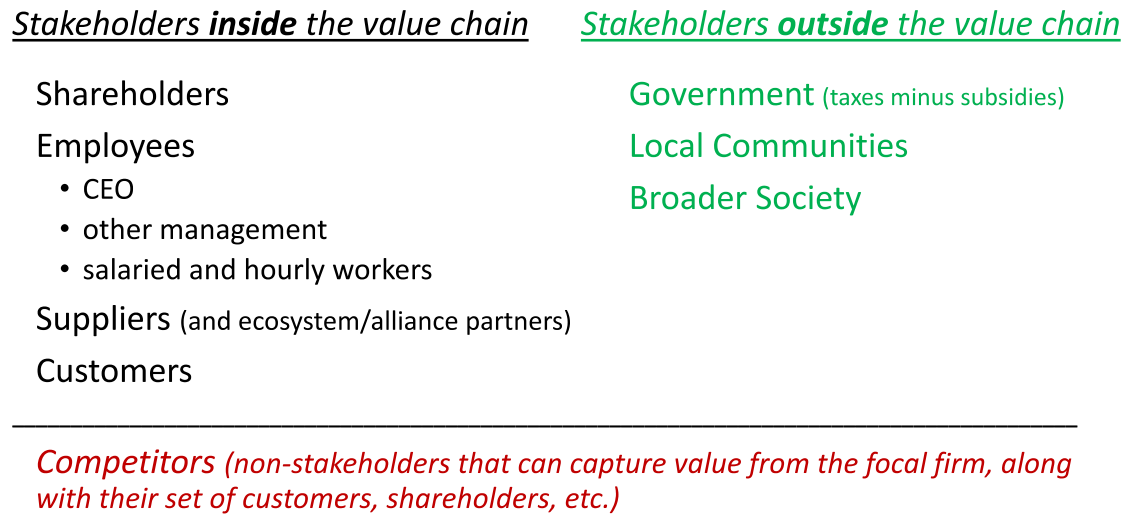 Stakeholders inside the value chain
Shareholders
Employees
• CEO
• other management
• salaried and hourly workers
Suppliers (and ecosystem/alliance partners)
Customers
Stakeholders outside the value chain
Government (taxes minus subsidies)
Local Communities
Broader Society
Competitors (non-stakeholders that can capture value from the focal firm, along
with their set of customers, shareholders, etc.)